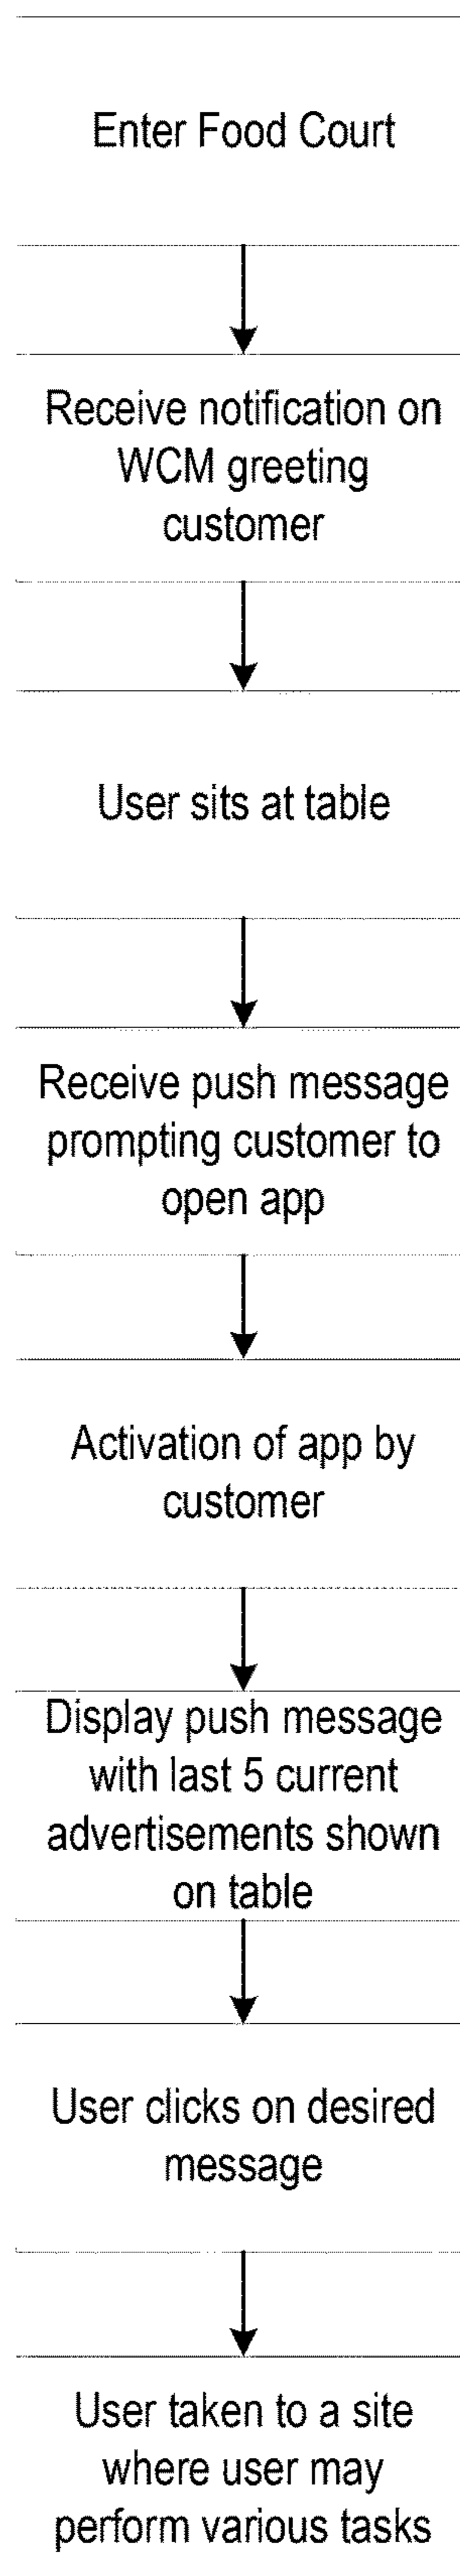 Enter Food Court
Receive notification on
WCM greeting
customer
User sits at table
Receive push message
prompting customer to
open app
Activation of app by
customer
Display push message
with last 5 current
advertisements shown
on table
User clicks on desired
message
User taken to a site
where user may
perform various tasks